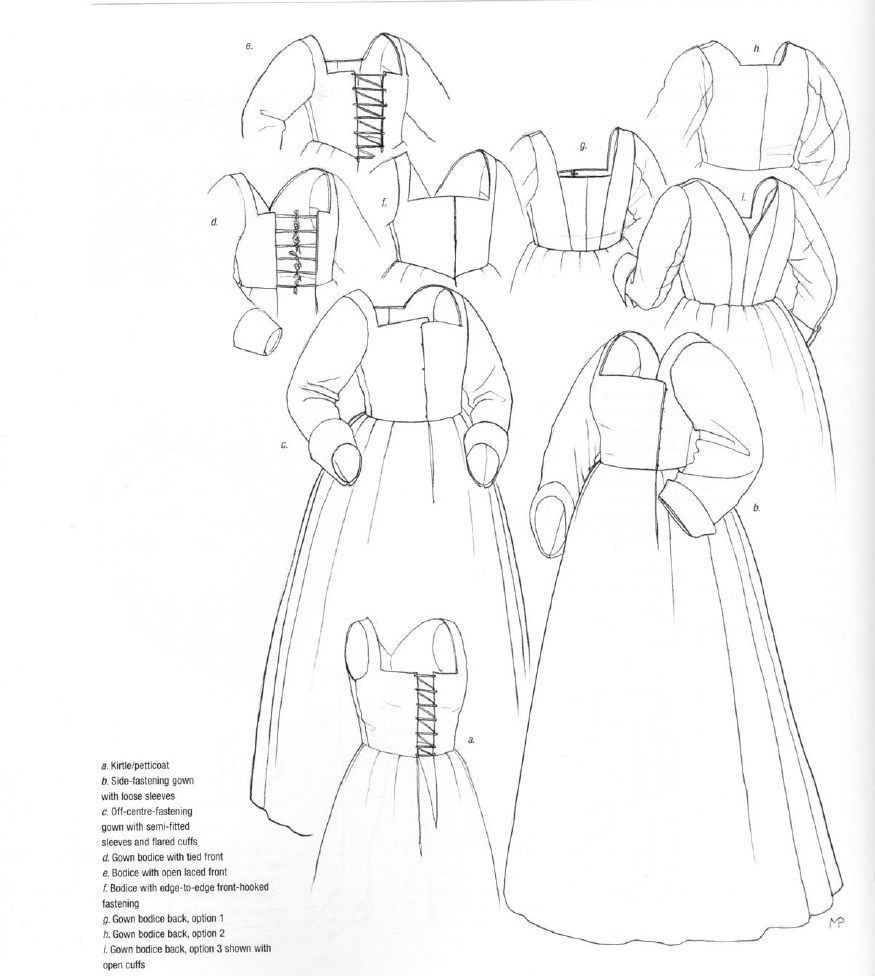 e.
h.
g.
f.
i.
d.
c.
b.
a.
a. Kirtle/petticoat
b. Side-fastening gown
with loose sleeves
c. Off-centre-fastening
gown with semi-fitted
sleeves and flared cuffs
d. Gown bodice with tied front
e. Bodice with open laced front
f. Bodice with edge-to-edge front-hooked
fastening
g. Gown bodice back, option 1
h. Gown bodice back, option 2
i. Gown bodice back, option 3 shown with
open cuffs
MP